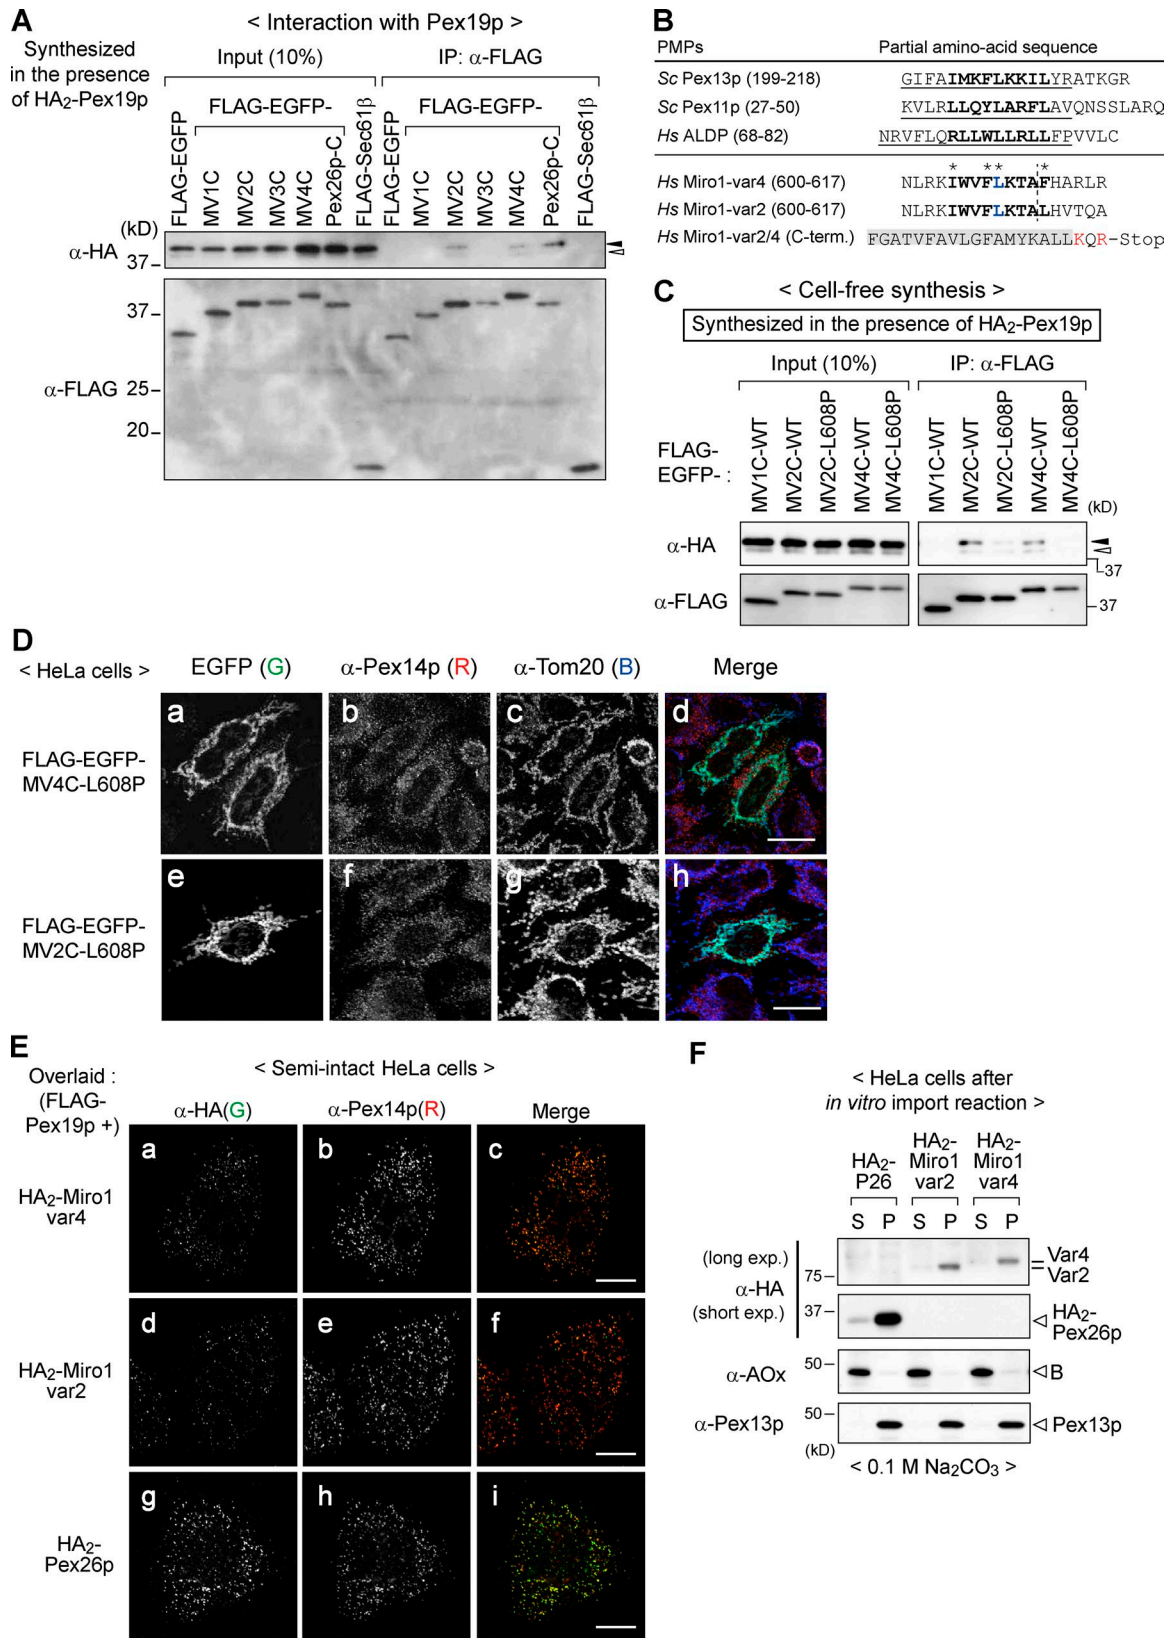 A
< Interaction with Pex19p >
Synthesized
in the presence
of HA2-Pex19p
Input (10%)
IP: α-FLAG
FLAG-EGFP-
FLAG-EGFP-
FLAG-EGFP
MV1C
MV2C
MV3C
MV4C
Pex26p-C
FLAG-Sec61β
FLAG-EGFP
MV1C
MV2C
MV3C
MV4C
Pex26p-C
FLAG-Sec61β
(kD)
α-HA
37
37
α-FLAG
25
20
B
PMPs Partial amino-acid sequence
Sc Pex13p (199-218) GIFAIMKFLKKILYRATKGR
Sc Pex11p (27-50) KVLRLLQYLARFLAVQNSSLARQ
Hs ALDP (68-82) NRVFLQRLLWLLRLLFPVVLC
* ** *
Hs Miro1-var4 (600-617) NLRKIWVFLKTAFHARLR
Hs Miro1-var2 (600-617) NLRKIWVFLKTALHVTQA
Hs Miro1-var2/4 (C-term.) FGATVFAVLGFAMYKALLKQR-Stop
C
< Cell-free synthesis >
Synthesized in the presence of HA2-Pex19p
Input (10%)
IP: α-FLAG
FLAG-
EGFP- :
MV1C-WT
MV2C-WT
MV2C-L608P
MV4C-WT
MV4C-L608P
MV1C-WT
MV2C-WT
MV2C-L608P
MV4C-WT
MV4C-L608P
(kD)
α-HA
37
α-FLAG
37
D
< HeLa cells >
EGFP (G)
α-Pex14p (R)
α-Tom20 (B)
Merge
FLAG-EGFP-
MV4C-L608P
a
b
c
d
FLAG-EGFP-
MV2C-L608P
e
f
g
h
E
< Semi-intact HeLa cells >
Overlaid :
(FLAG-
Pex19p +)
α-HA(G)
α-Pex14p(R)
Merge
HA2-Miro1
var4
a
b
c
HA2-Miro1
var2
d
e
f
HA2-
Pex26p
g
h
i
F
< HeLa cells after
in vitro import reaction >
HA2-
P26
HA2-
Miro1
var2
HA2-
Miro1
var4
S P S P S P
(long exp.)
α-HA
(short exp.)
75
Var4
Var2
37
HA2-
Pex26p
α-AOx
50
B
α-Pex13p
50
Pex13p
(kD)
< 0.1 M Na2CO3 >